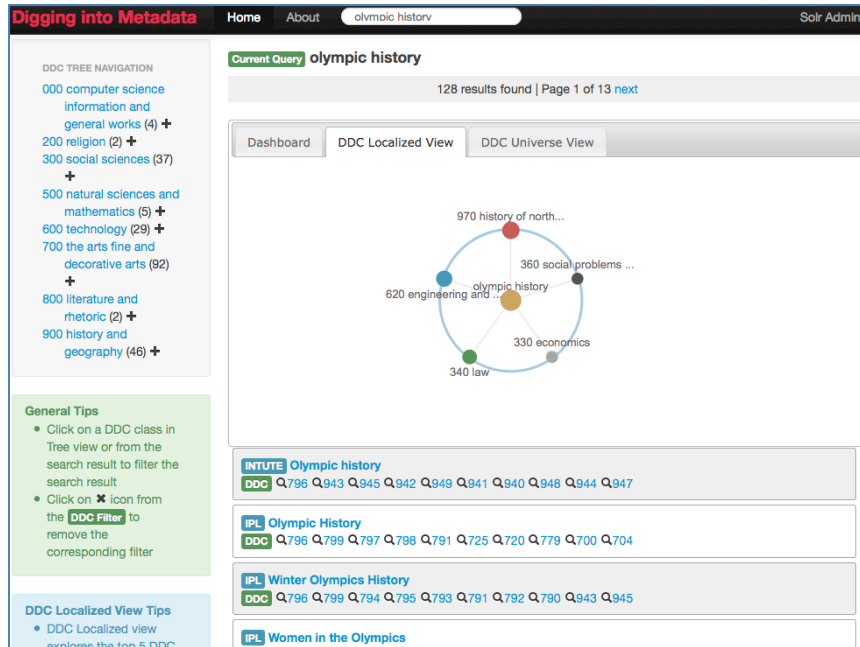 Digging into Metadata
Home
About
olympic history
Solr Admin
DDC TREE NAVIGATION
000 computer science
information and
general works (4)
200 religion (2)
300 social sciences (37)
500 natural sciences and
mathematics (5)
600 technology (29)
700 the arts fine and
decorative arts (92)
800 literature and
rhetoric (2)
900 history and
geography (46)
General Tips
Click on a DDC class in
Tree view or from the
search result to filter the
search result
Click on ✖ icon from
the DDC Filter to
remove the
corresponding filter
DDC Localized View Tips
DDC Localized view
explores the top 5 DDC
Current Query olympic history
128 results found | Page 1 of 13 next
Dashboard
DDC Localized View
DDC Universe View
970 history of north...
360 social problems ...
olympic history
620 engineering and ...
330 economics
340 law
INTUTE Olympic history
DDC 796 943 945 942 949 941 940 948 944 947
IPL Olympic History
DDC 796 799 797 798 791 725 720 779 700 704
IPL Winter Olympics History
DDC 796 799 794 795 793 791 792 790 943 945
IPL Women in the Olympics